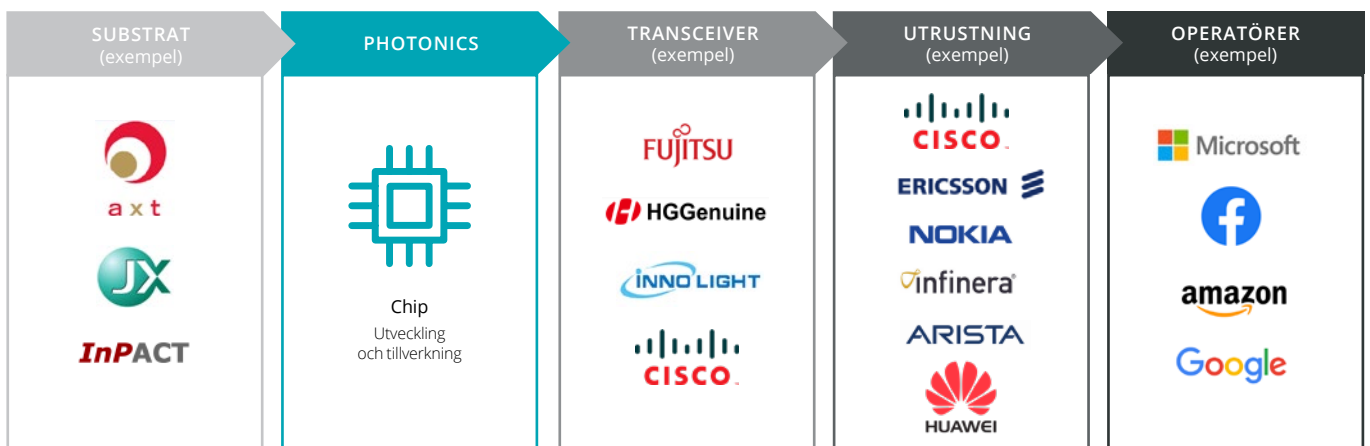 SUBSTRAT
(exempel)
axt
JX
InPACT
PHOTONICS
Chip
Utveckling
och tillverkning
TRANSCEIVER
(exempel)
FUJITSU
HGGenuine
INNOLIGHT
CISCO
UTRUSTNING
(exempel)
CISCO
ERICSSON
NOKIA
infinera
ARISTA
HUAWEI
OPERATÖRER
(exempel)
Microsoft
f
amazon
Google